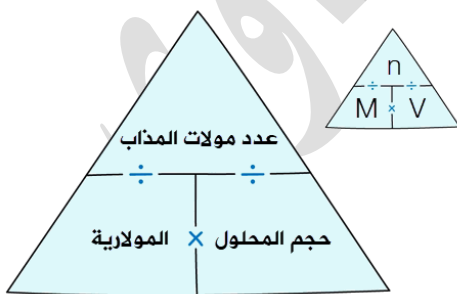 عدد مولات المذاب
÷ ÷
المولارية × حجم المحلول
n
÷ ÷
M × V